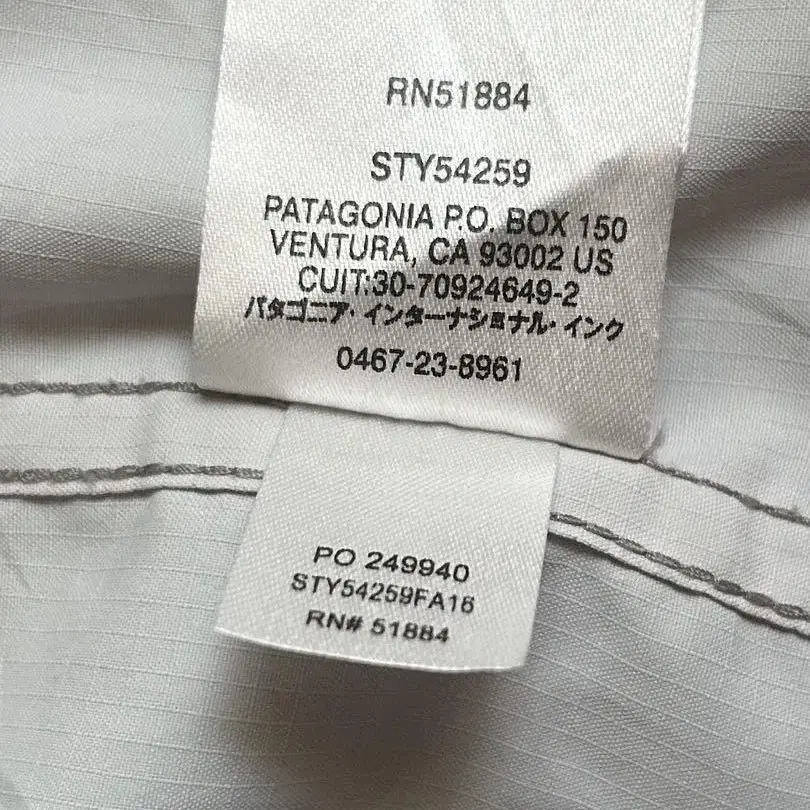 RN51884
STY54259
PATAGONIA P.O. BOX 150
VENTURA, CA 93002 US
CUIT:30-70924649-2
パタゴニア・インターナショナル・インク
0467-23-8961
PO 249940
STY54259FA16
RN# 51884